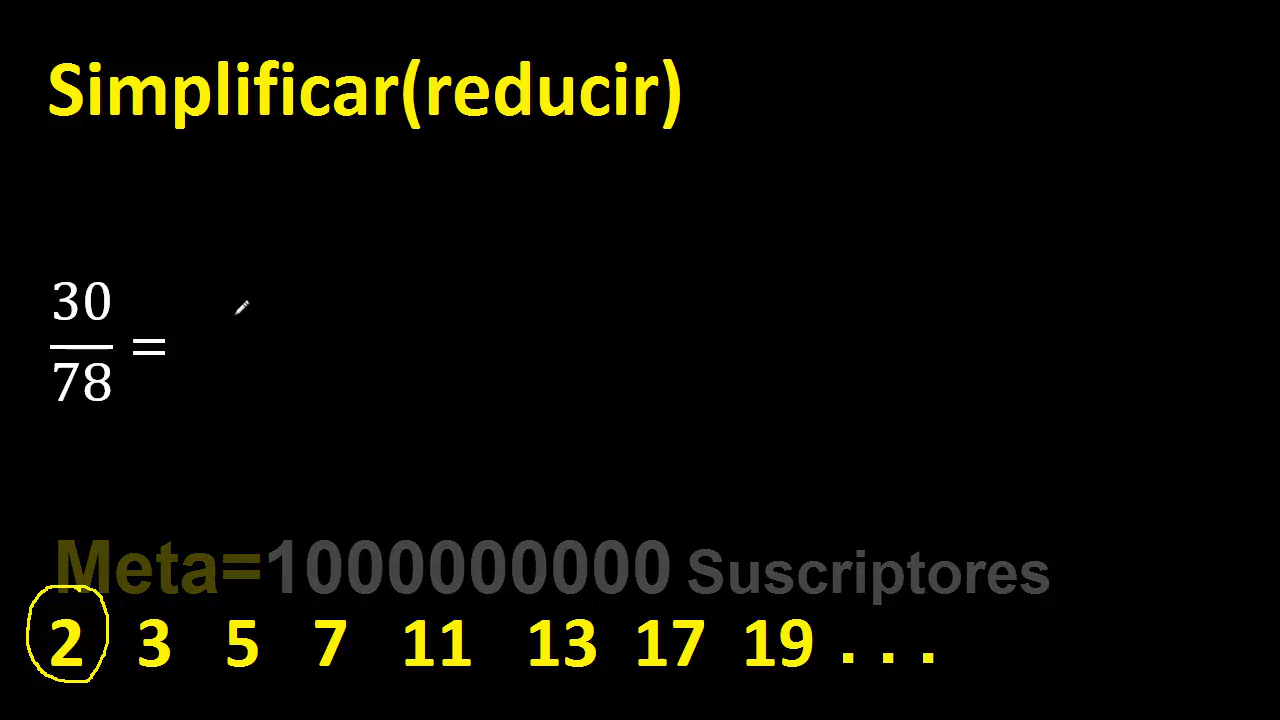 Simplificar(reducir)
30
78 =
Meta=1000000000 Suscriptores
2 3 5 7 11 13 17 19 . . .